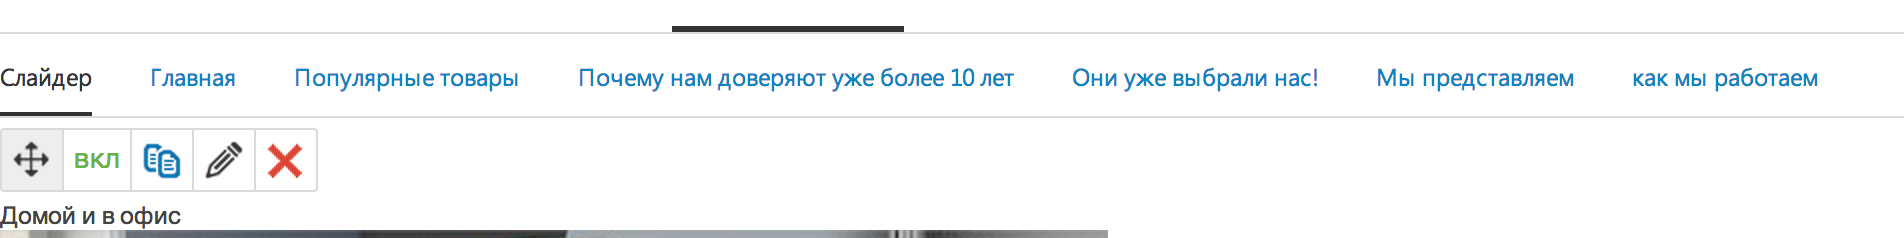 Слайдер Главная Популярные товары Почему нам доверяют уже более 10 лет Они уже выбрали нас! Мы представляем как мы работаем
ВКЛ
Домой и в офис